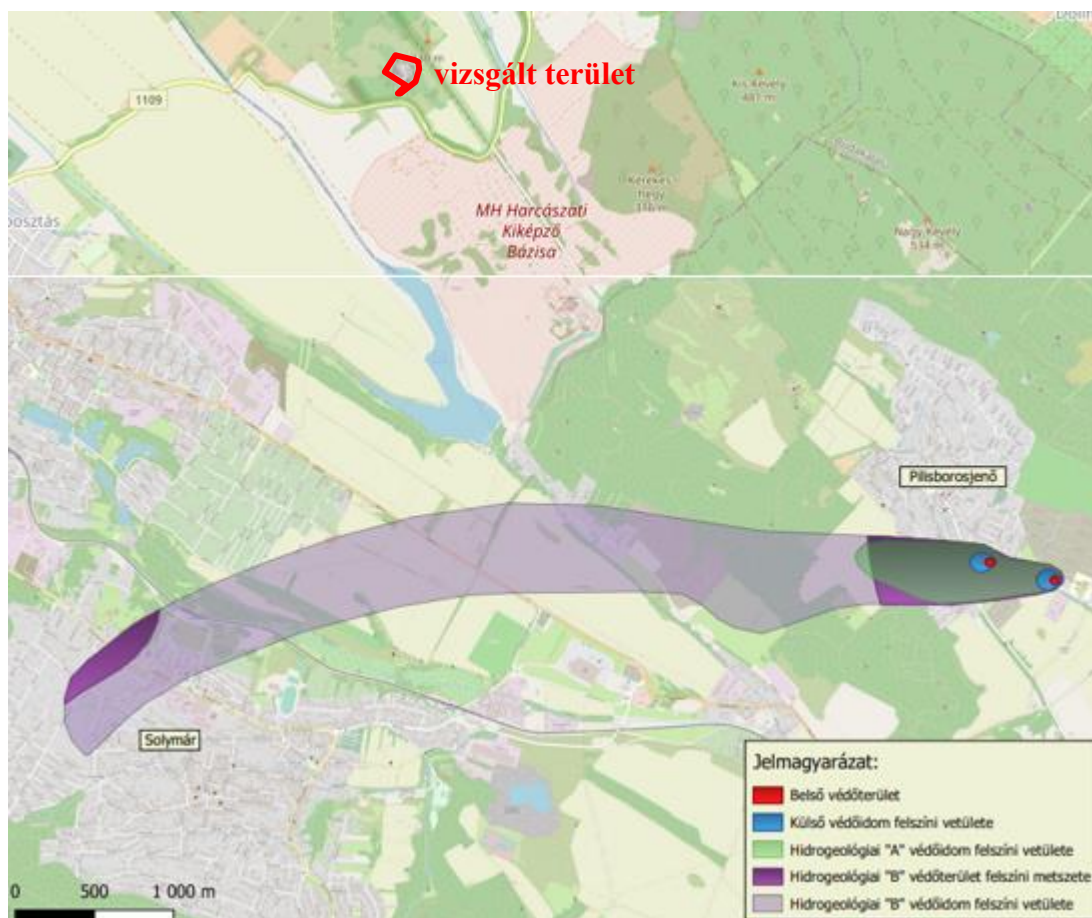 vizsgált terület
Kis Kevély
481 m
1109
Budakalász
Kerekes-
hegy
MH Harcászati
Kiképző
Bázisa
Nagy-Kevély
534 m
Pilisborosjenő
Solymár
Jelmagyarázat:
Belső védőterület
Külső védőidom felszíni vetülete
Hidrogeológiai "A" védőidom felszíni vetülete
Hidrogeológiai "B" védőterület felszíni metszete
Hidrogeológiai "B" védőidom felszíni vetülete
0 500 1 000 m